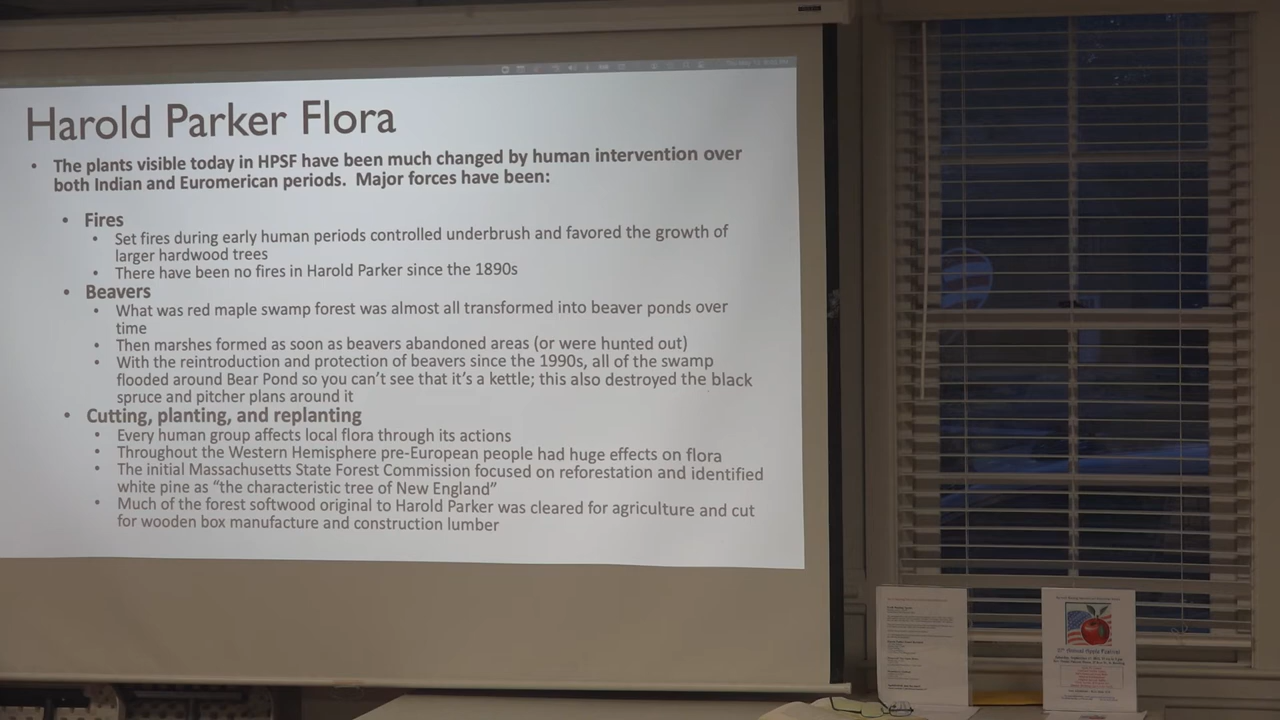 Harold Parker Flora
• The plants visible today in HPSF have been much changed by human intervention over
both Indian and Euromerican periods. Major forces have been:
• Fires
• Set fires during early human periods controlled underbrush and favored the growth of
larger hardwood trees
• There have been no fires in Harold Parker since the 1890s
• Beavers
• What was red maple swamp forest was almost all transformed into beaver ponds over
time
• Then marshes formed as soon as beavers abandoned areas (or were hunted out)
• With the reintroduction and protection of beavers since the 1990s, all of the swamp
flooded around Bear Pond so you can't see that it's a kettle; this also destroyed the black
spruce and pitcher plans around it
• Cutting, planting, and replanting
• Every human group affects local flora through its actions
• Throughout the Western Hemisphere pre-European people had huge effects on flora
• The initial Massachusetts State Forest Commission focused on reforestation and identified
white pine as "the characteristic tree of New England"
• Much of the forest softwood original to Harold Parker was cleared for agriculture and cut
for wooden box manufacture and construction lumber
Annual Apple Festival